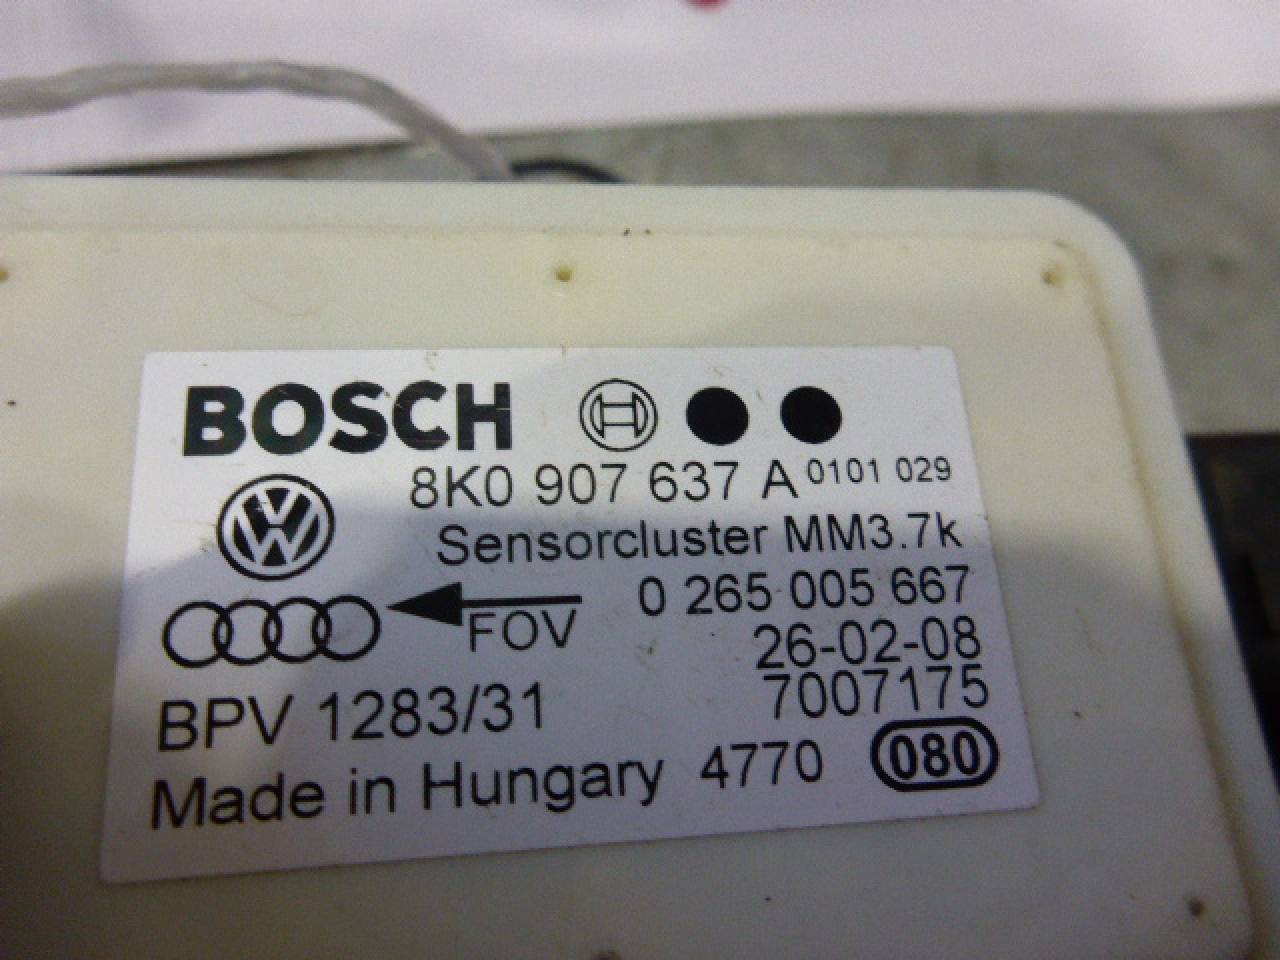 BOSCH
8K0 907 637 A 0101 029
Sensorcluster MM3.7k
0 265 005 667
FOV
26-02-08
BPV 1283/31
7007175
Made in Hungary 4770 080